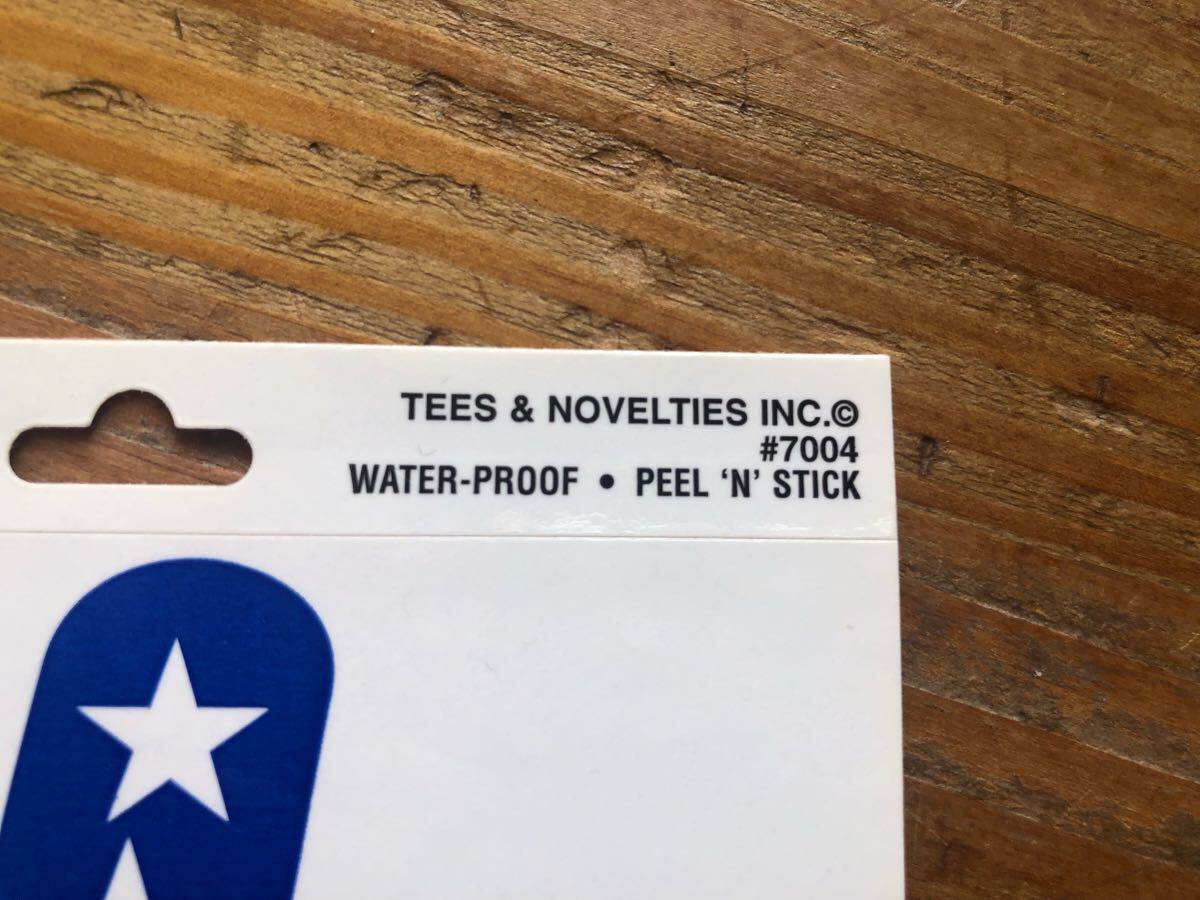 TEES & NOVELTIES INC.©
#7004
WATER-PROOF • PEEL ‘N’ STICK